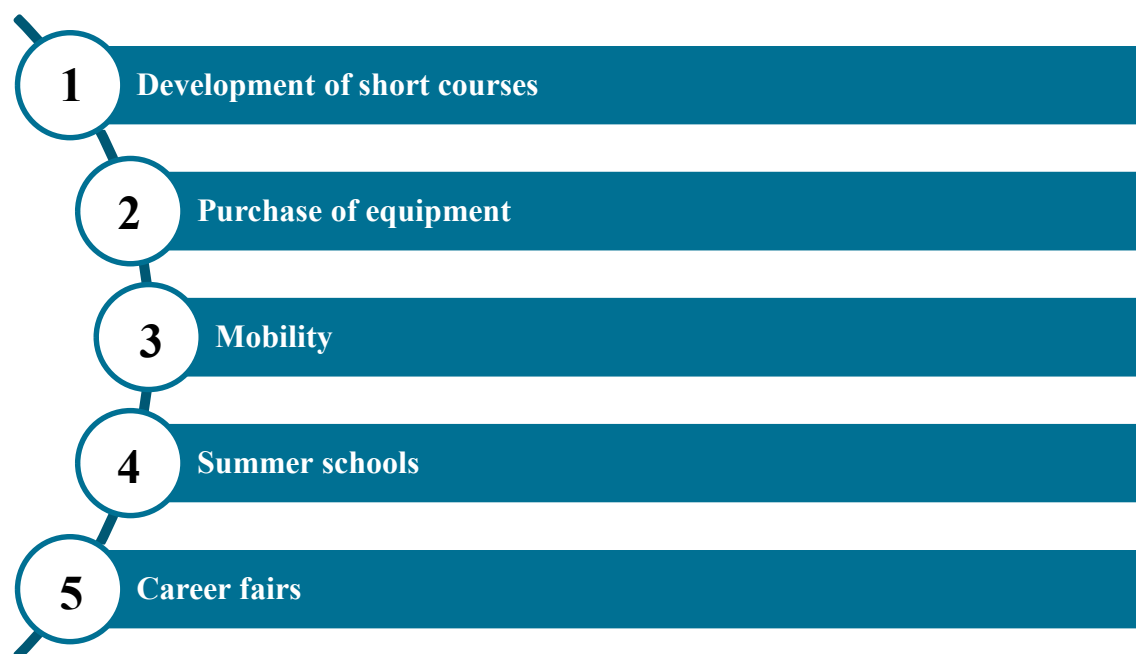 1 Development of short courses
2 Purchase of equipment
3 Mobility
4 Summer schools
5 Career fairs